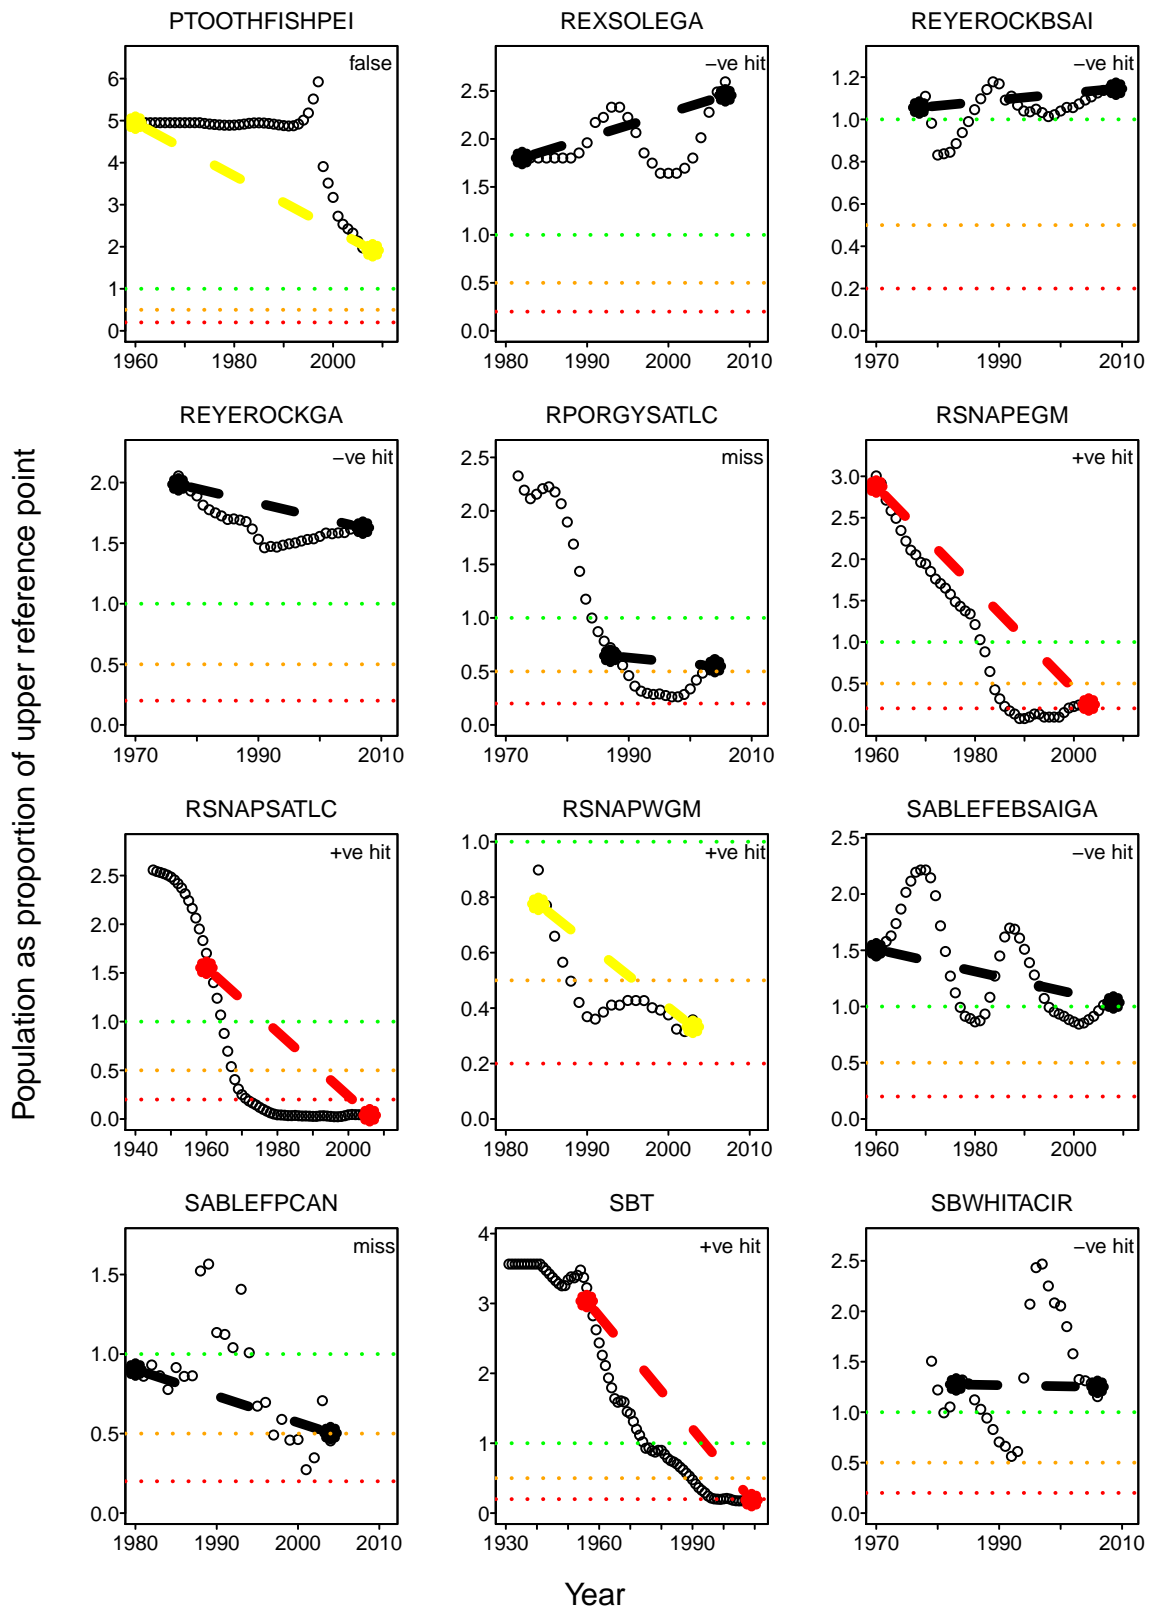 Population as proportion of upper reference point
PTOOTHFISHPEI
false
6
5
4
3
2
1
0
1960 1980 2000
REXSOLEGA
−ve hit
2.5
2.0
1.5
1.0
0.5
0.0
1980 1990 2000 2010
REYEROCKBSAI
−ve hit
1.2
1.0
0.8
0.6
0.4
0.2
0.0
1970 1990 2010
REYEROCKGA
−ve hit
2.0
1.5
1.0
0.5
0.0
1970 1990 2010
RPORGYSATLC
miss
2.5
2.0
1.5
1.0
0.5
0.0
1970 1990 2010
RSNAPEGM
+ve hit
3.0
2.5
2.0
1.5
1.0
0.5
0.0
1960 1980 2000
RSNAPSATLC
+ve hit
2.5
2.0
1.5
1.0
0.5
0.0
1940 1960 1980 2000
RSNAPWGM
+ve hit
1.0
0.8
0.6
0.4
0.2
0.0
1980 1990 2000 2010
SABLEFEBSAIGA
−ve hit
2.5
2.0
1.5
1.0
0.5
0.0
1960 1980 2000
SABLEFPCAN
miss
1.5
1.0
0.5
0.0
1980 1990 2000 2010
SBT
+ve hit
4
3
2
1
0
1930 1960 1990
SBWHITACIR
−ve hit
2.5
2.0
1.5
1.0
0.5
0.0
1970 1990 2010
Year